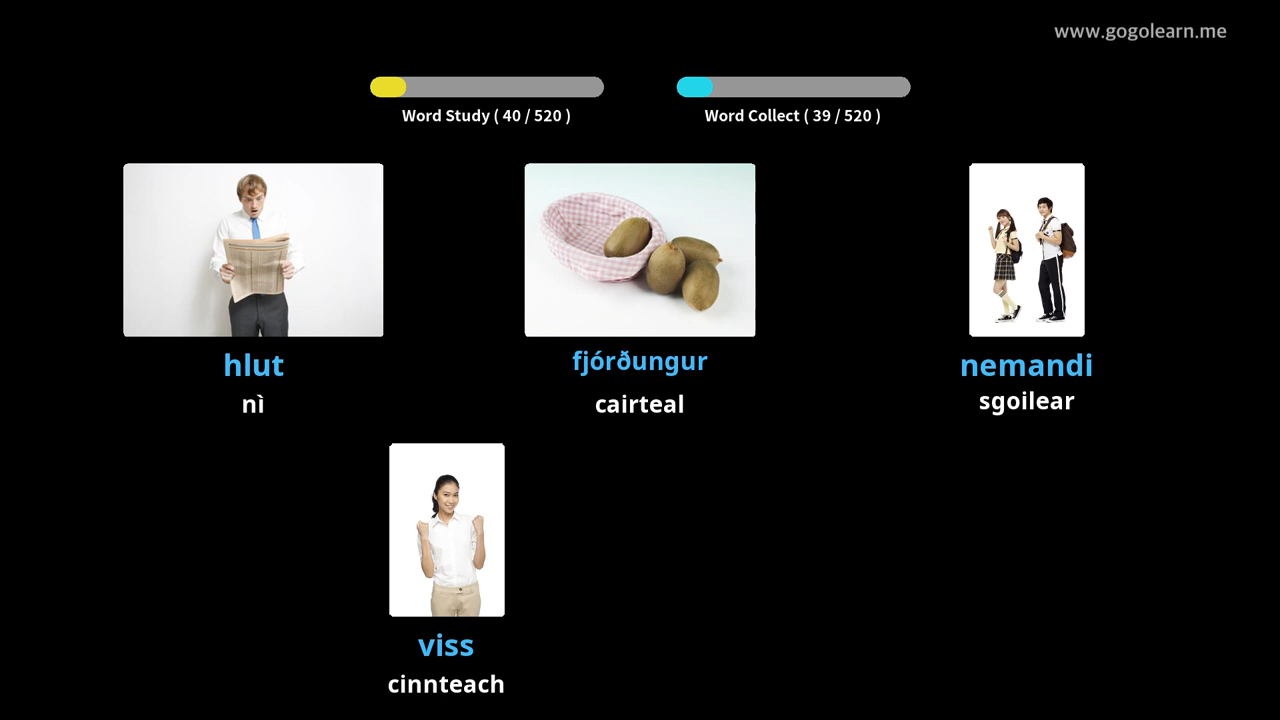 www.gogolearn.me
Word Study ( 40 / 520 )
Word Collect ( 39 / 520 )
hlut
nì
fjórðungur
cairteal
nemandi
sgoilear
viss
cinnteach